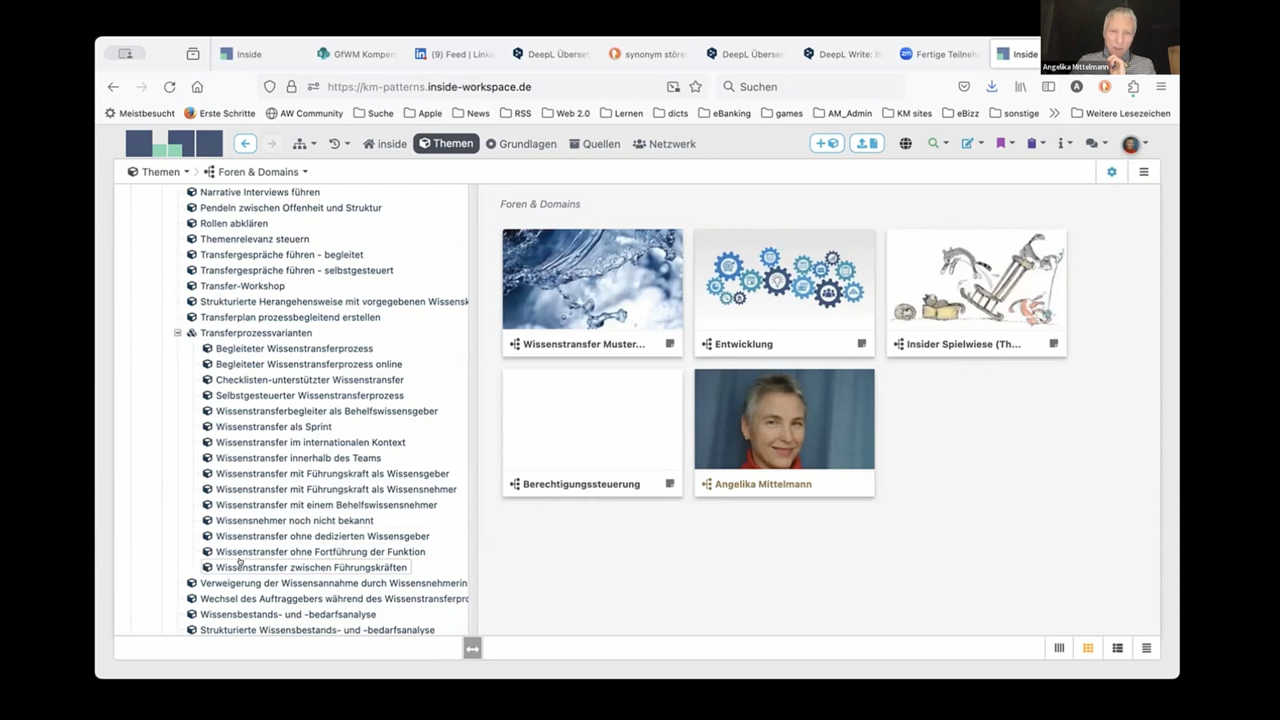 Angelika Mittelmann
Inside
GfWM Kompen
(9) Feed | Linke
DeepL Überset
synonym störe
DeepL Überset
DeepL Write:
Fertige Teilneh
Inside
https://km-patterns.inside-workspace.de
Suchen
Meistbesucht
Erste Schritte
AW Community
Suche
Apple
News
RSS
Web 2.0
Lernen
dicts
eBanking
games
AM_Admin
KM sites
eBizz
sonstige
Weitere Lesezeichen
inside
Themen
Grundlagen
Quellen
Netzwerk
Themen
Foren & Domains
Narrative Interviews führen
Pendeln zwischen Offenheit und Struktur
Rollen abklären
Themenrelevanz steuern
Transfergespräche führen - begleitet
Transfergespräche führen - selbstgesteuert
Transfer-Workshop
Strukturierte Herangehensweise mit vorgegebenen Wissensk
Transferplan prozessbegleitend erstellen
Transferprozessvarianten
Begleiteter Wissenstransferprozess
Begleiteter Wissenstransferprozess online
Checklisten-unterstützter Wissenstransfer
Selbstgesteuerter Wissenstransferprozess
Wissenstransferbegleiter als Behelfswissensgeber
Wissenstransfer als Sprint
Wissenstransfer im internationalen Kontext
Wissenstransfer innerhalb des Teams
Wissenstransfer mit Führungskraft als Wissensgeber
Wissenstransfer mit Führungskraft als Wissensnehmer
Wissenstransfer mit einem Behelfswissensnehmer
Wissensnehmer noch nicht bekannt
Wissenstransfer ohne dedizierten Wissensgeber
Wissenstransfer ohne Fortführung der Funktion
Wissenstransfer zwischen Führungskräften
Verweigerung der Wissensannahme durch Wissensnehmerin
Wechsel des Auftraggebers während des Wissenstransferpro
Wissensbestands- und -bedarfsanalyse
Strukturierte Wissensbestands- und -bedarfsanalyse
Foren & Domains
Wissenstransfer Muster...
Entwicklung
Insider Spielwiese (Th...
Berechtigungssteuerung
Angelika Mittelmann